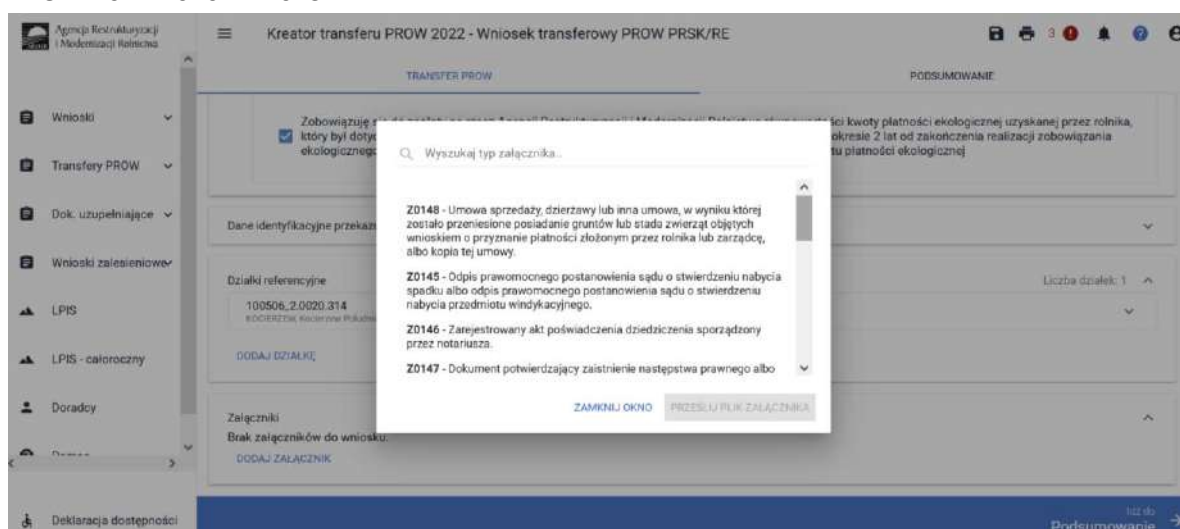 Agencja Restrukturyzacji
i Modernizacji Rolnictwa
Kreator transferu PROW 2022 - Wniosek transferowy PROW PRSK/RE
3
TRANSFER PROW
PODSUMOWANIE
Wnioski
Transfery PROW
Dok. uzupełniające
Wnioski zalesieniowe
LPIS
LPIS - całoroczny
Doradcy
Pomoc
Deklaracja dostępności
Zobowiązuję
ści kwoty płatności ekologicznej uzyskanej przez rolnika,
który był
okresie 2 lat od zakończenia realizacji zobowiązania
ekologicznego
tu płatności ekologicznej
Wyszukaj typ załącznika...
Z0148 - Umowa sprzedaży, dzierżawy lub inna umowa, w wyniku której
zostało przeniesione posiadanie gruntów lub stada zwierząt objętych
wnioskiem o przyznanie płatności złożonym przez rolnika lub zarządcę,
albo kopia tej umowy.
Z0145 - Odpis prawomocnego postanowienia sądu o stwierdzeniu nabycia
spadku albo odpis prawomocnego postanowienia sądu o stwierdzeniu
nabycia przedmiotu windykacyjnego.
Z0146 - Zarejestrowany akt poświadczenia dziedziczenia sporządzony
przez notariusza.
Z0147 - Dokument potwierdzający zaistnienie następstwa prawnego albo
ZAMKNIJ OKNO
PRZEŚLIJ PLIK ZAŁĄCZNIKA
Dane identyfikacyjne
Działki referencyjne
Liczba działek: 1
100506_2.0020.314
DODAJ DZIAŁKĘ
Załączniki
Brak załączników do wniosku.
DODAJ ZAŁĄCZNIK
Idź do
Podsumowanie